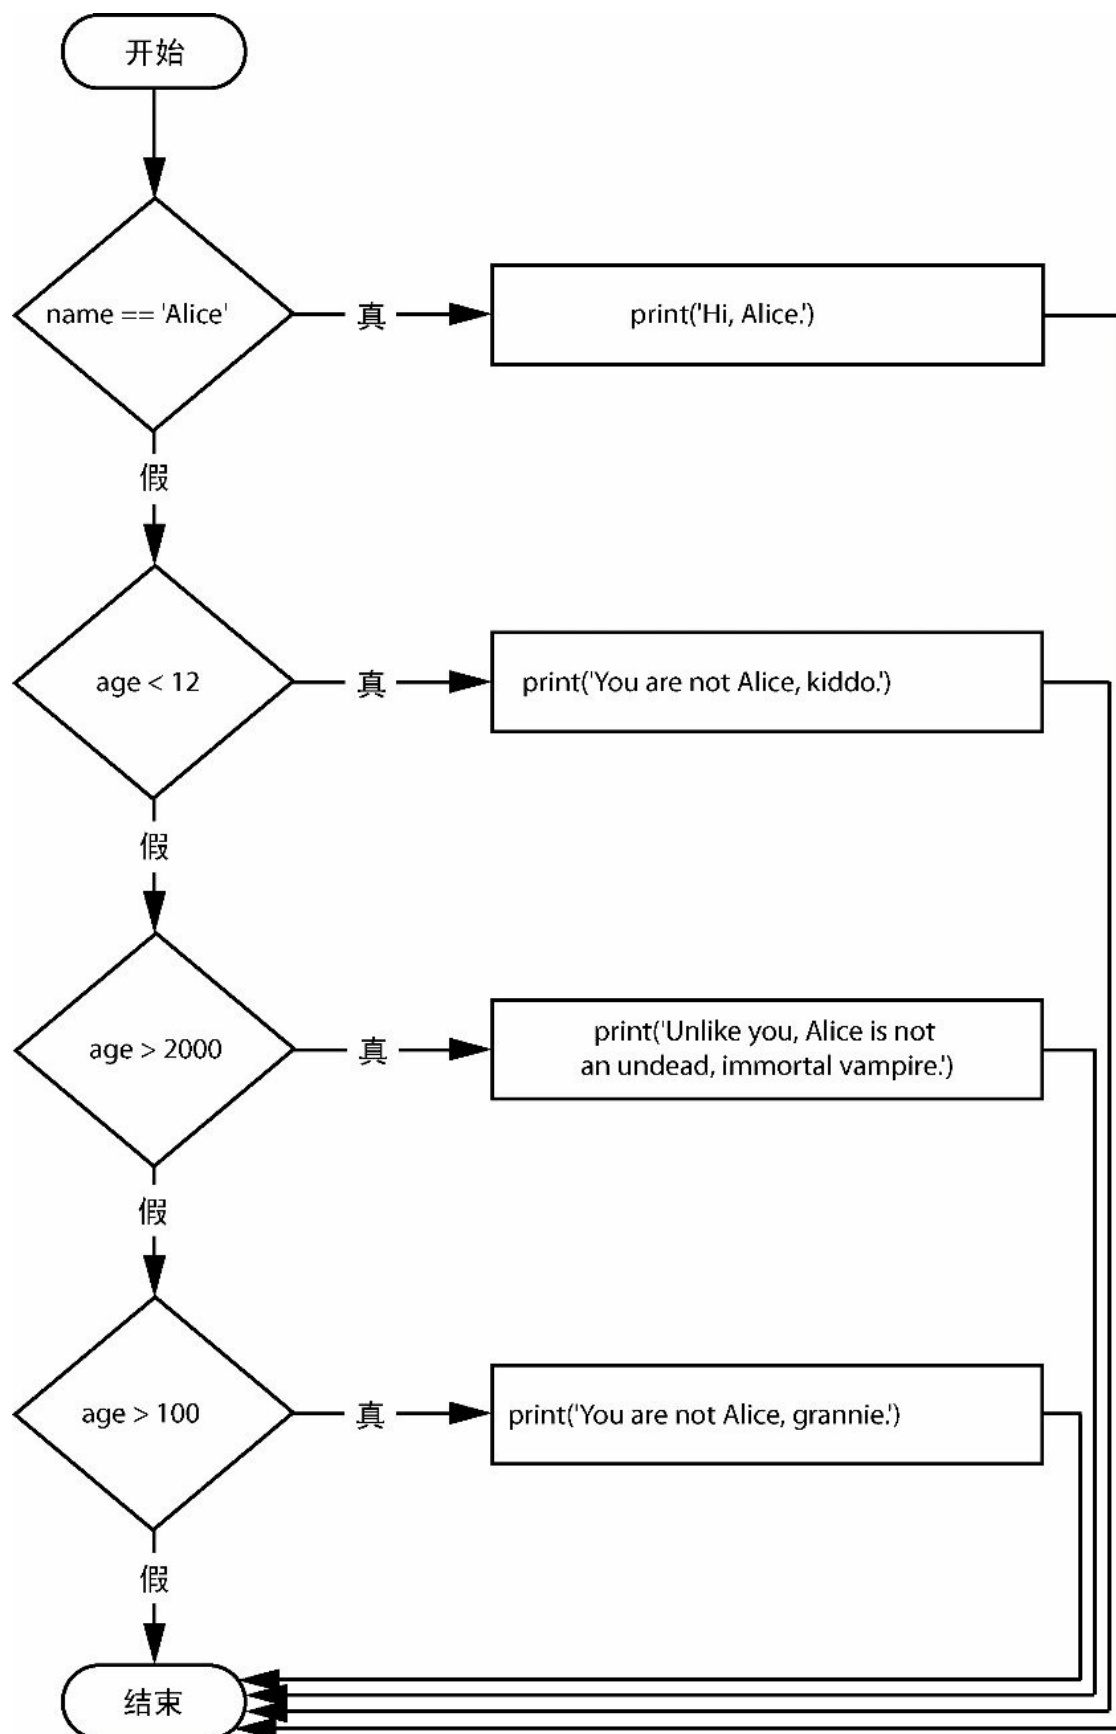 开始
name == 'Alice'
真
print('Hi, Alice.')
假
age < 12
真
print('You are not Alice, kiddo.')
假
age > 2000
真
print('Unlike you, Alice is not
an undead, immortal vampire.')
假
age > 100
真
print('You are not Alice, grannie.')
假
结束